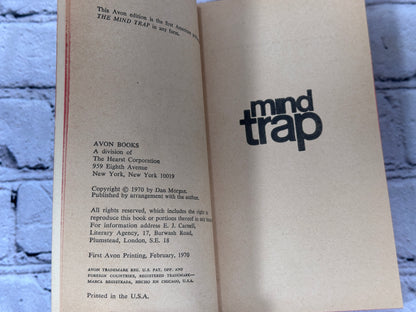 This Avon edition is the first American
THE MIND TRAP in any form.
AVON BOOKS
A division of
The Hearst Corporation
959 Eighth Avenue
New York, New York 10019
Copyright © 1970 by Dan Morgan.
Published by arrangement with the author.
All rights reserved, which includes the right to
reproduce this book or portions thereof in any
For information address E. J. Carnell,
Literary Agency, 17, Burwash Road,
Plumstead, London, S.E. 18
First Avon Printing, February, 1970
AVON TRADEMARK REG. U.S. PAT. OFF. AND
FOREIGN COUNTRIES, REGISTERED TRADEMARK—
MARCA REGISTRADA, HECHO EN CHICAGO, U.S.A.
Printed in the U.S.A.
mind
trap